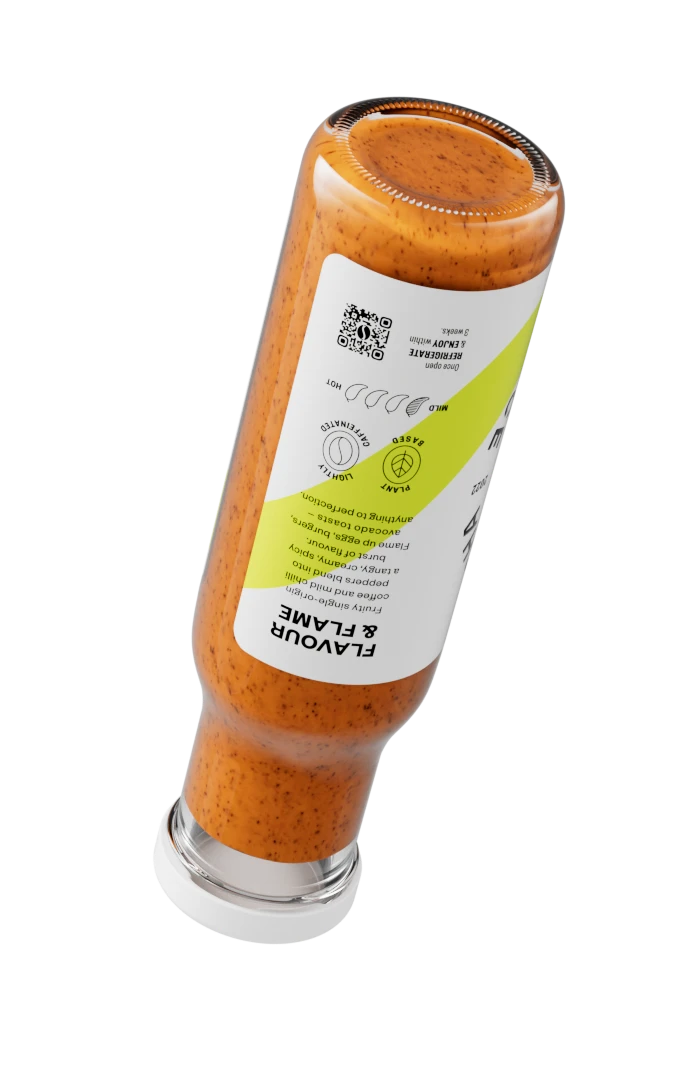 FLAVOUR
& FLAME
Fruity single-origin
coffee and mild chilli
peppers blend into
a tangy, creamy, spicy
burst of flavour.
Flame up eggs, burgers,
avocado toasts –
anything to perfection.
PLANT
BASED
LIGHTLY
CAFFEINATED
MILD
HOT
Once open
REFRIGERATE
& ENJOY within
3 weeks.
2022